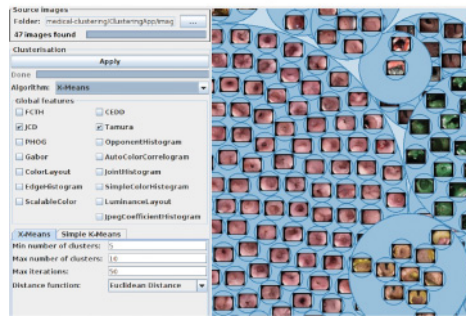 Source images
Folder: medical-clustering/ClusteringApp/imag ...
47 images found
Clusterisation
Apply
Done
Algorithm: X-Means
Global features
FCTH CEDD
JCD Tamura
PHOG OpponentHistogram
Gabor AutoColorCorrelogram
ColorLayout JointHistogram
EdgeHistogram SimpleColorHistogram
ScalableColor LuminanceLayout
JpegCoefficientHistogram
X-Means Simple K-Means
Min number of clusters: 5
Max number of clusters: 10
Max iterations: 50
Distance function: Euclidean Distance